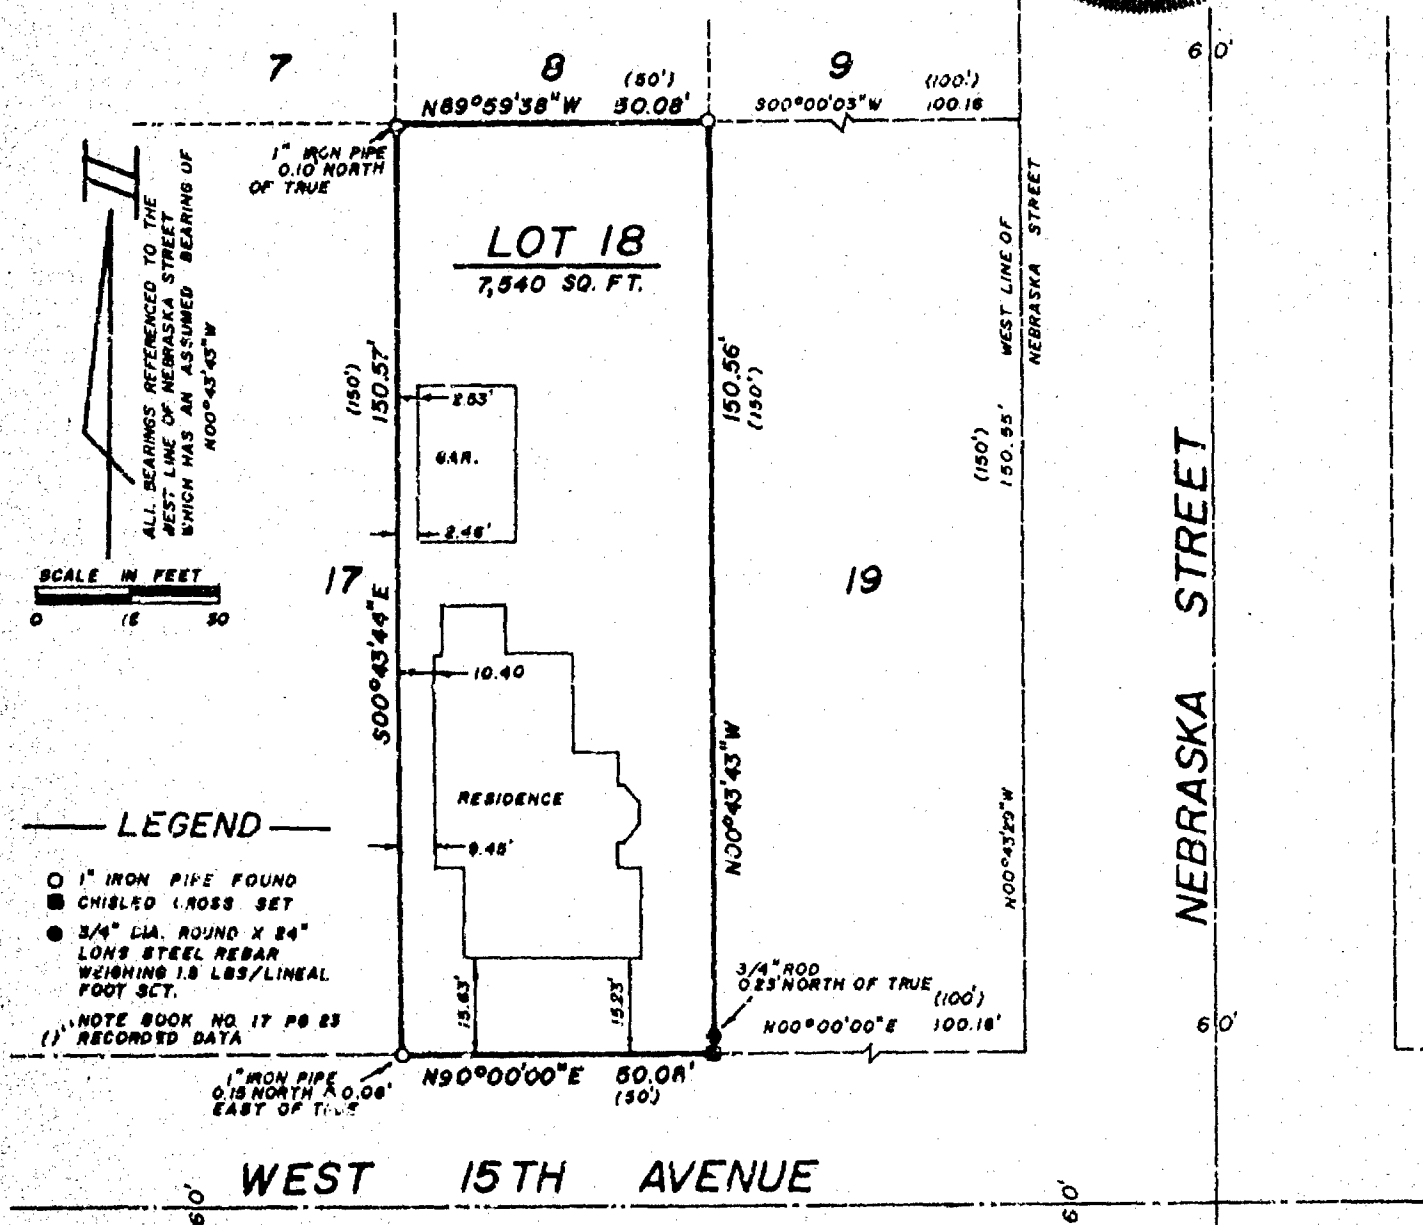 7
8
9
(50')
N89°59'38"W 50.08'
(100')
S00°00'03"W 100.16
60'
1" IRON PIPE
0.10' NORTH
OF TRUE
LOT 18
7,540 SQ. FT.
ALL BEARINGS REFERENCED TO THE
WEST LINE OF NEBRASKA STREET
WHICH HAS AN ASSUMED BEARING OF
N00°43'43"W
SCALE IN FEET
0 15 30
(150')
150.57'
150.56'
(150')
WEST LINE OF
NEBRASKA STREET
(150')
150.55'
2.53'
GAR.
2.46'
17
19
S00°43'44"E
10.40
RESIDENCE
9.45'
N00°43'43"W
N00°43'29"W
NEBRASKA STREET
LEGEND
1" IRON PIPE FOUND
CHISLED CROSS SET
3/4" DIA. ROUND X 24"
LONG STEEL REBAR
WEIGHING 1.5 LBS/LINEAL
FOOT SET.
( )' NOTE BOOK NO. 17 PG 23
RECORDED DATA
15.63'
15.23'
3/4" ROD
0.23' NORTH OF TRUE
(100')
N00°00'00"E 100.16'
60'
1" IRON PIPE
0.15 NORTH & 0.06'
EAST OF TRUE
N90°00'00"E 50.08'
(50')
WEST 15TH AVENUE
60'
60'